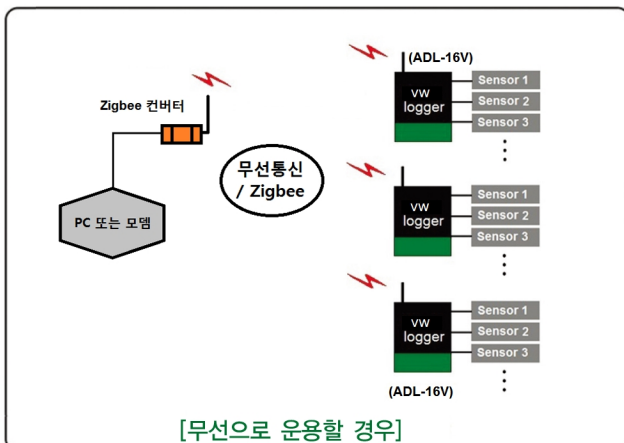 (ADL-16V)
Zigbee 컨버터
무선통신
/ Zigbee
PC 또는 모뎀
vw
logger
Sensor 1
Sensor 2
Sensor 3
vw
logger
Sensor 1
Sensor 2
Sensor 3
vw
logger
Sensor 1
Sensor 2
Sensor 3
(ADL-16V)
[무선으로 운용할 경우]